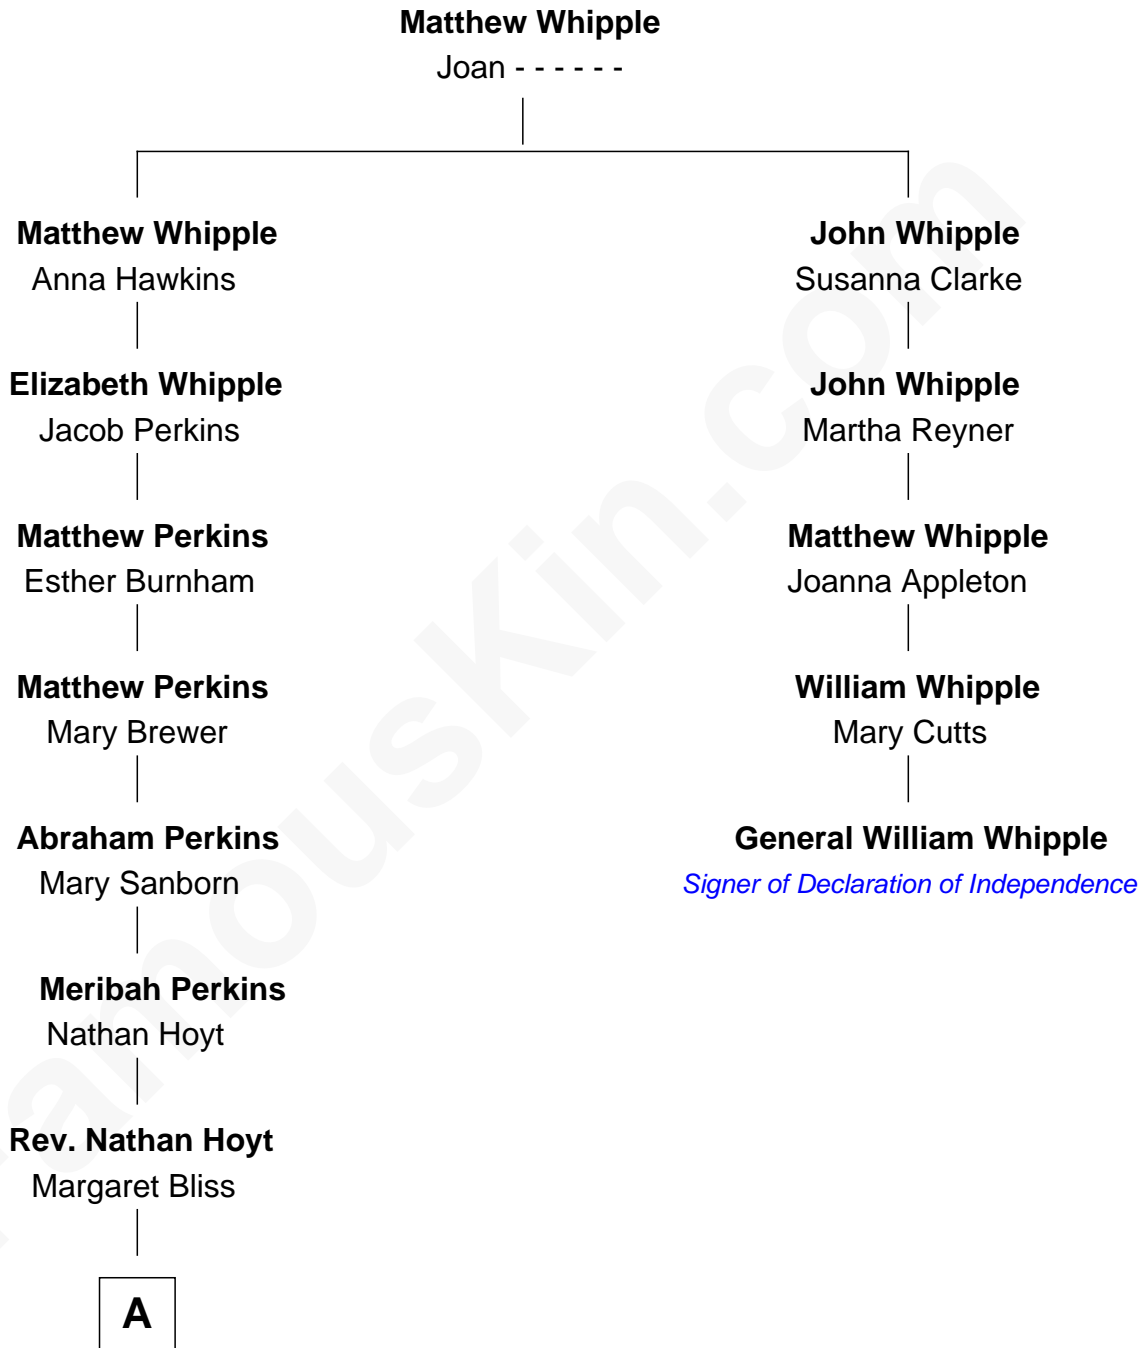 Matthew Whipple
Joan - - - - - -
Matthew Whipple
Anna Hawkins
Elizabeth Whipple
Jacob Perkins
Matthew Perkins
Esther Burnham
Matthew Perkins
Mary Brewer
Abraham Perkins
Mary Sanborn
Meribah Perkins
Nathan Hoyt
Rev. Nathan Hoyt
Margaret Bliss
A
John Whipple
Susanna Clarke
John Whipple
Martha Reyner
Matthew Whipple
Joanna Appleton
William Whipple
Mary Cutts
General William Whipple
Signer of Declaration of Independence
FamousKin.com